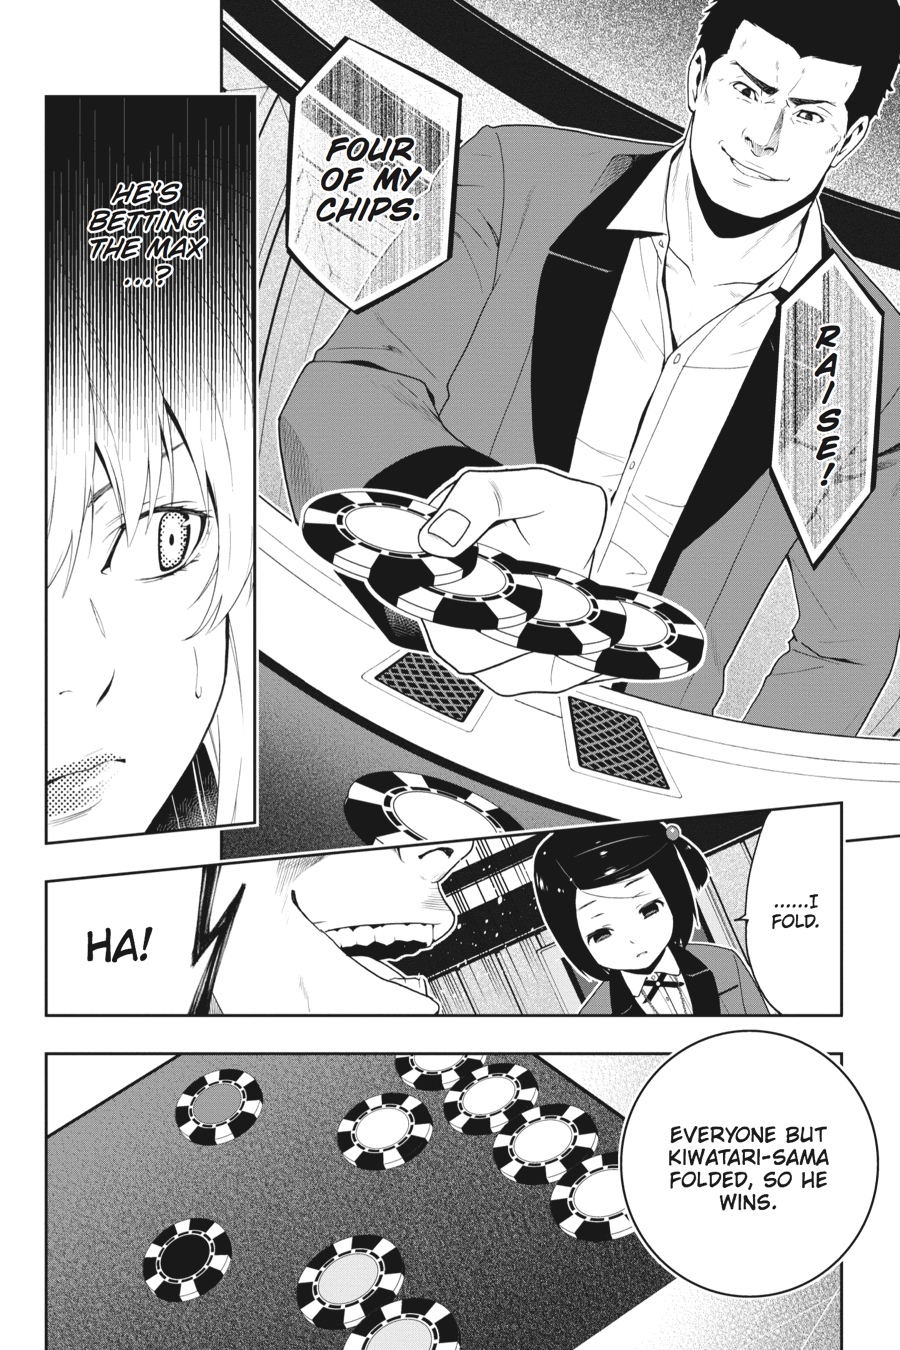 RAISE!
FOUR
OF MY
CHIPS.
HE'S
BETTING
THE MAX
...?
......I
FOLD.
HA!
EVERYONE BUT
KIWATARI-SAMA
FOLDED, SO HE
WINS.